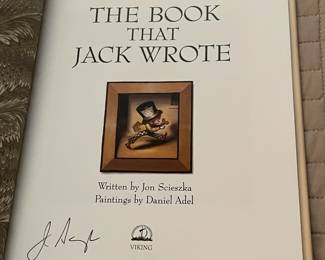 THE BOOK
THAT
JACK WROTE
Written by Jon Scieszka
Paintings by Daniel Adel
VIKING